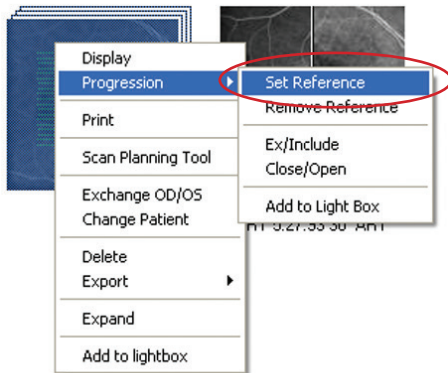 Display
Progression
Print
Scan Planning Tool
Exchange OD/OS
Change Patient
Delete
Export
Expand
Add to lightbox
Set Reference
Remove Reference
Ex/Include
Close/Open
Add to Light Box